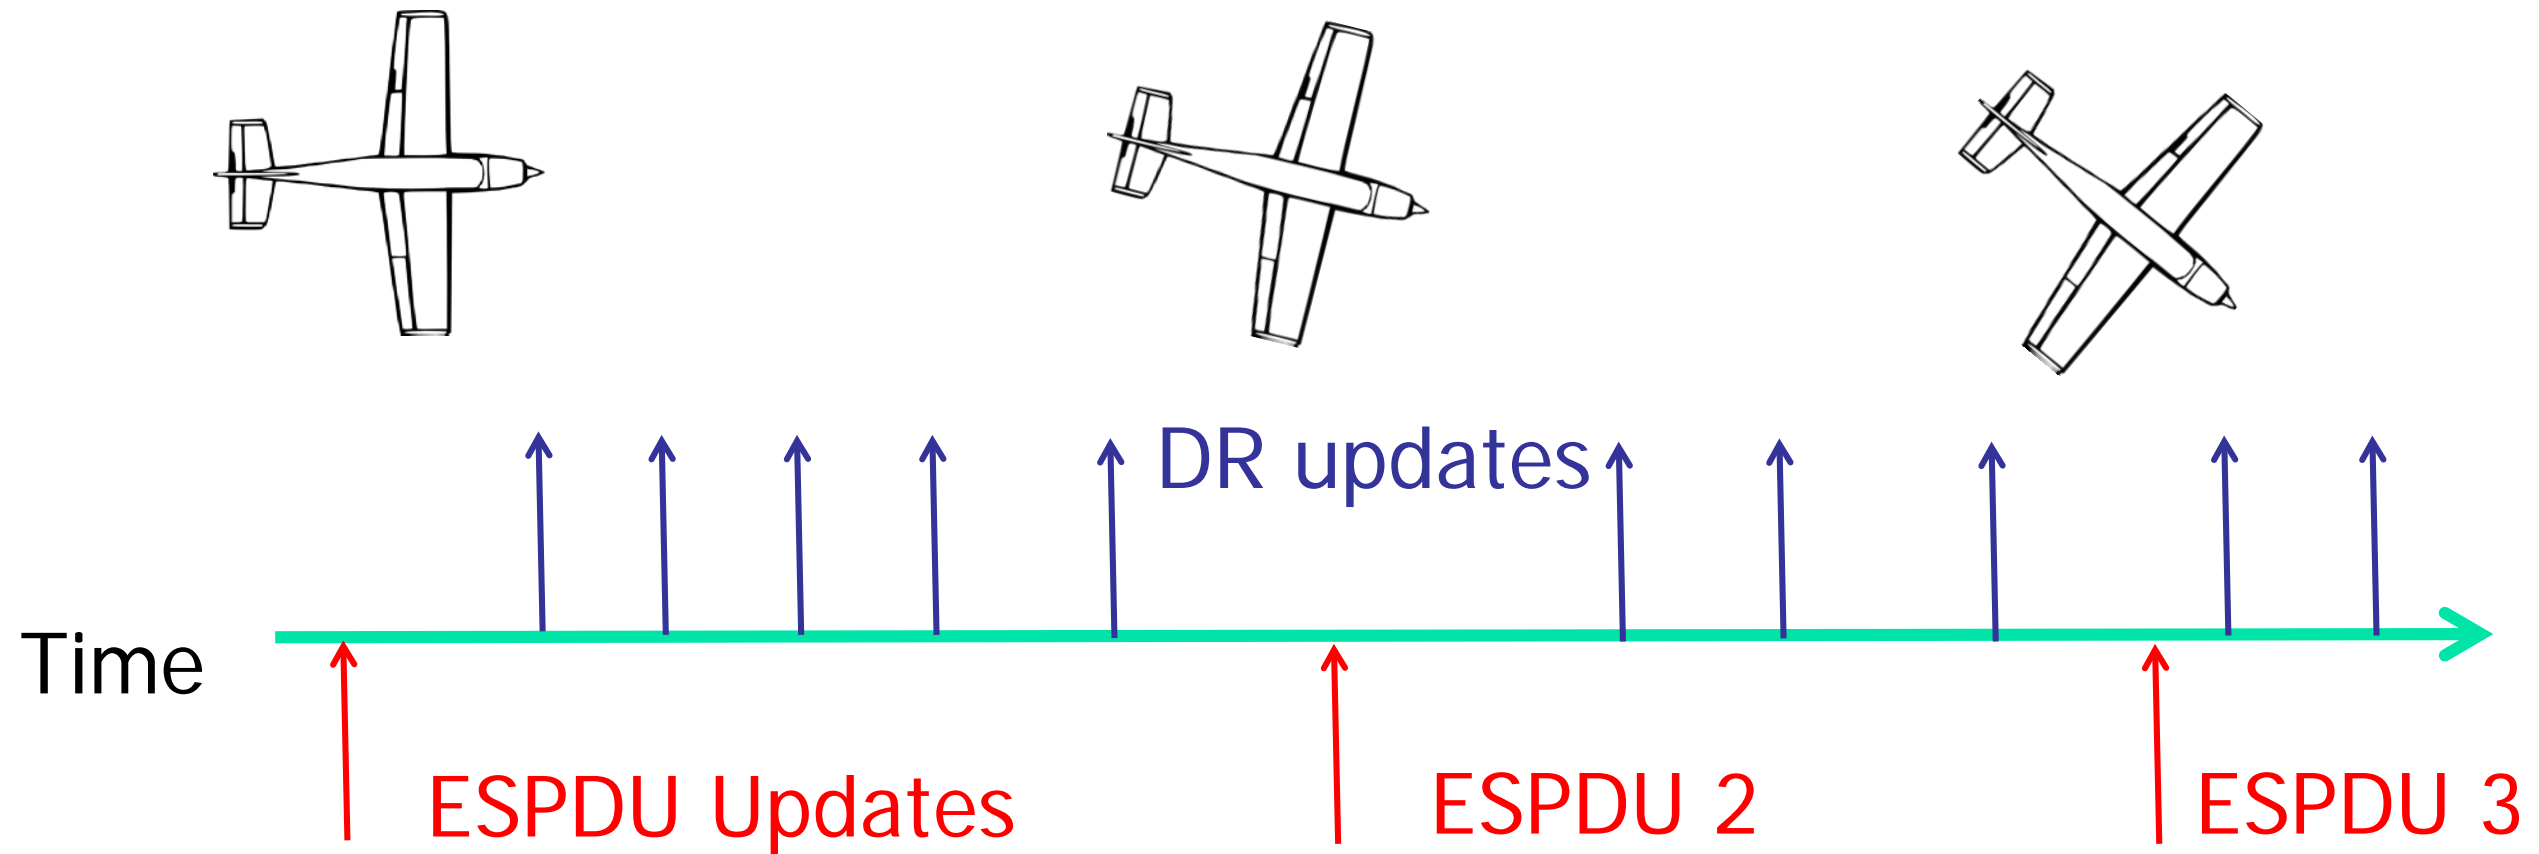 DR updates
Time
ESPDU Updates
ESPDU 2
ESPDU 3